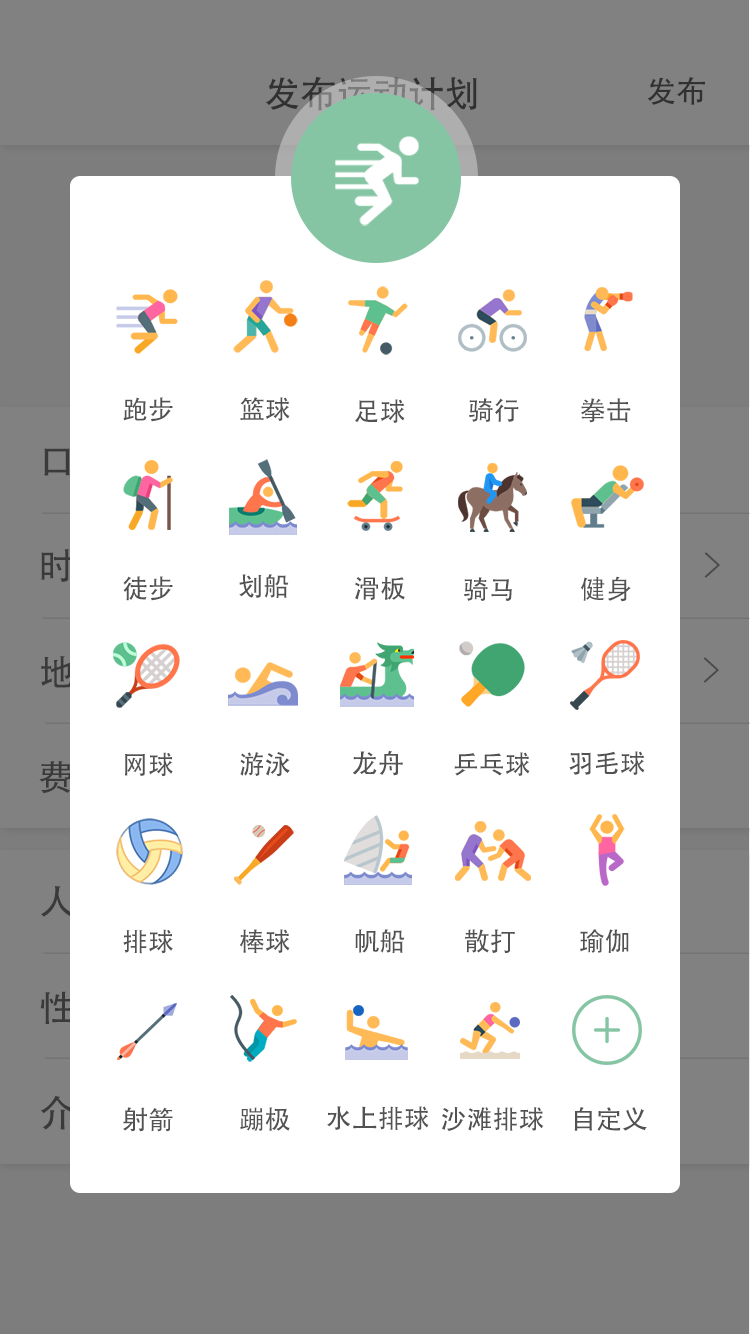 发布运动计划 发布
跑步 篮球 足球 骑行 拳击
口
徒步 划船 滑板 骑马 健身
时
地
网球 游泳 龙舟 乒乓球 羽毛球
费
人
排球 棒球 帆船 散打 瑜伽
性
介
射箭 蹦极 水上排球 沙滩排球 自定义